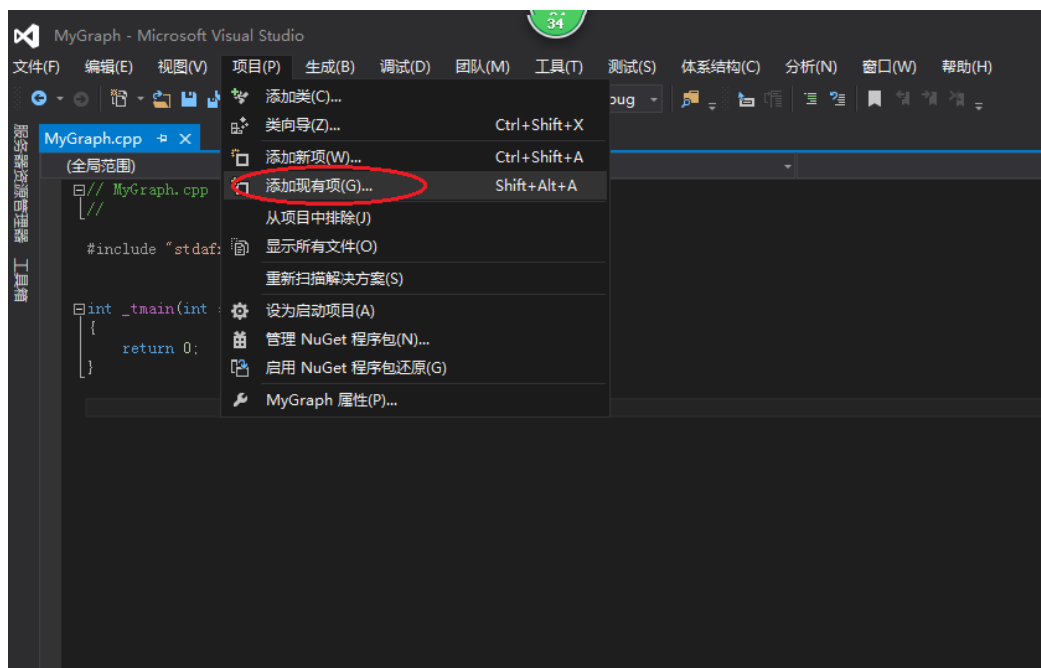 34
MyGraph - Microsoft Visual Studio
文件(F) 编辑(E) 视图(V) 项目(P) 生成(B) 调试(D) 团队(M) 工具(T) 测试(S) 体系结构(C) 分析(N) 窗口(W) 帮助(H)
添加类(C)...
类向导(Z)... Ctrl+Shift+X
添加新项(W)... Ctrl+Shift+A
添加现有项(G)... Shift+Alt+A
从项目中排除(J)
显示所有文件(O)
重新扫描解决方案(S)
设为启动项目(A)
管理 NuGet 程序包(N)...
启用 NuGet 程序包还原(G)
MyGraph 属性(P)...
bug
服务器资源管理器
工具箱
MyGraph.cpp
(全局范围)
// MyGraph.cpp
//
#include "stdaf
int _tmain(int
{
return 0;
}